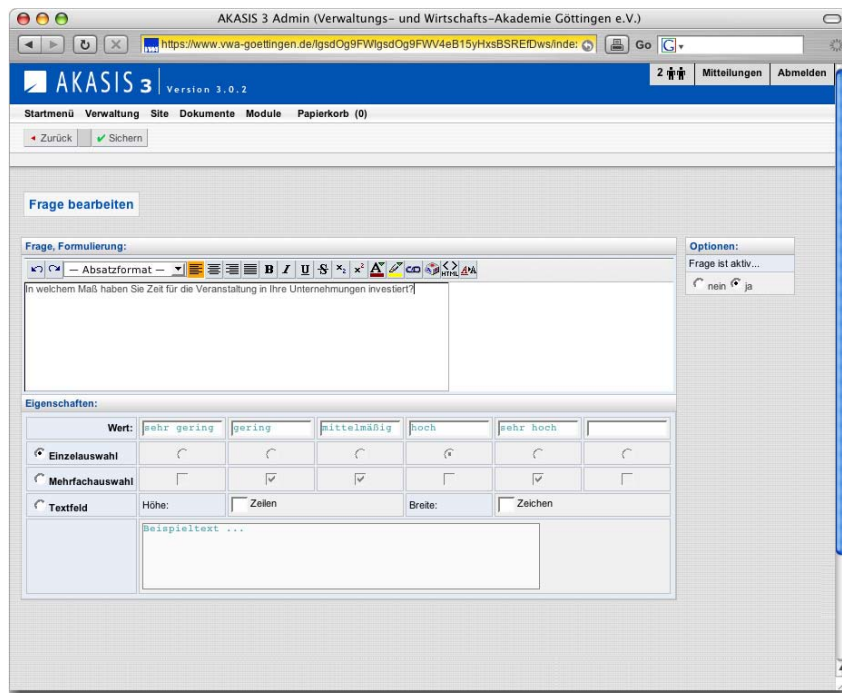 AKASIS 3 Admin (Verwaltungs- und Wirtschafts-Akademie Göttingen e.V.)
https://www.vwa-goettingen.de/lgsdOg9FWlgsdOg9FWV4eB15yHxsBSREfDws/inde: Go G
AKASIS 3 Version 3.0.2 2 Mitteilungen Abmelden
Startmenü Verwaltung Site Dokumente Module Papierkorb (0)
Zurück Sichern
Frage bearbeiten
Frage, Formulierung: Optionen:
— Absatzformat — B I U S x₂ x² A HTML Frage ist aktiv...
In welchem Maß haben Sie Zeit für die Veranstaltung in Ihre Unternehmungen investiert? nein ja
Eigenschaften:
Wert: sehr gering gering mittelmäßig hoch sehr hoch
Einzelauswahl
Mehrfachauswahl
Textfeld Höhe: Zeilen Breite: Zeichen
Beispieltext ...